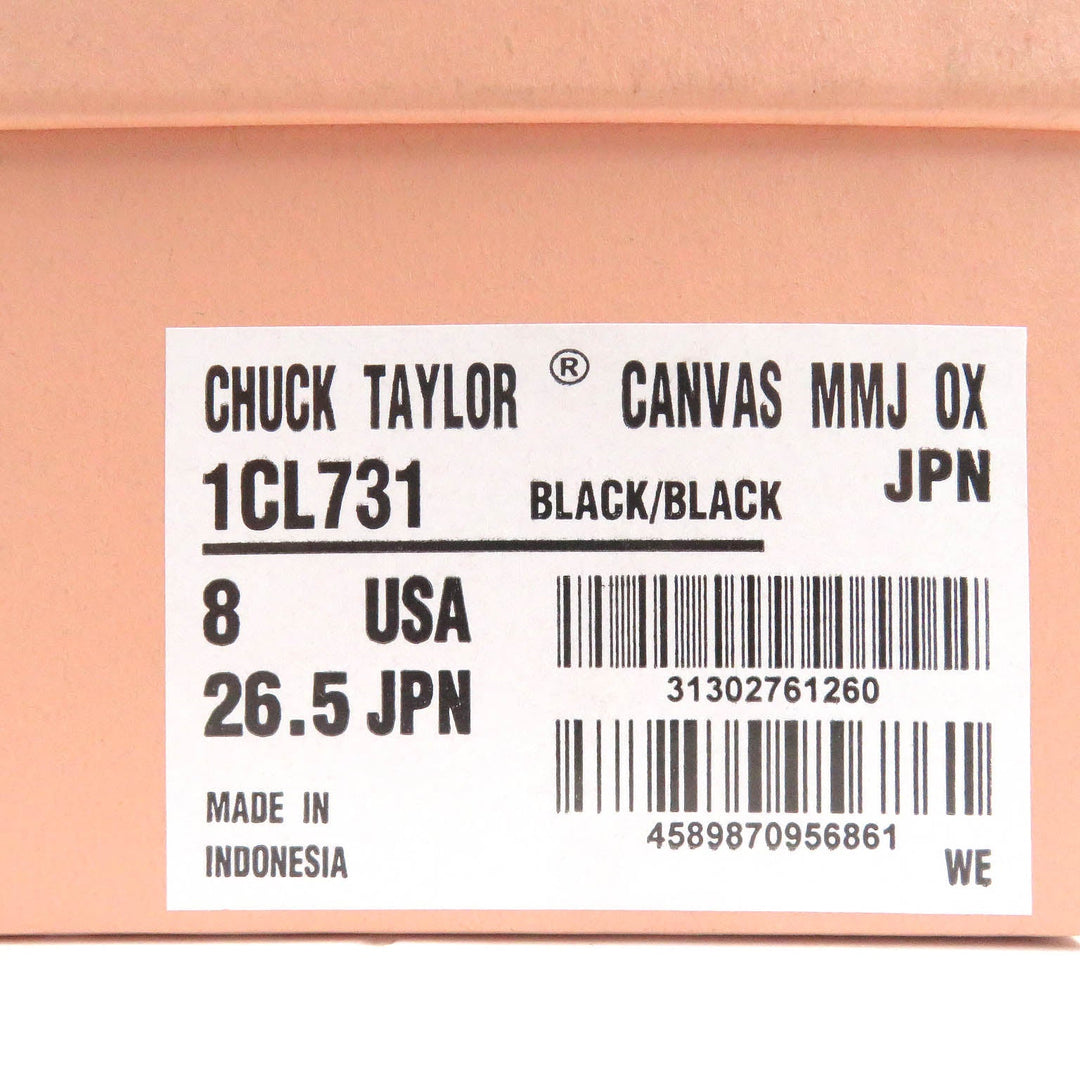 CHUCK TAYLOR ® CANVAS MMJ OX
1CL731 BLACK/BLACK JPN
8 USA
26.5 JPN
31302761260
MADE IN
INDONESIA
4589870956861
WE